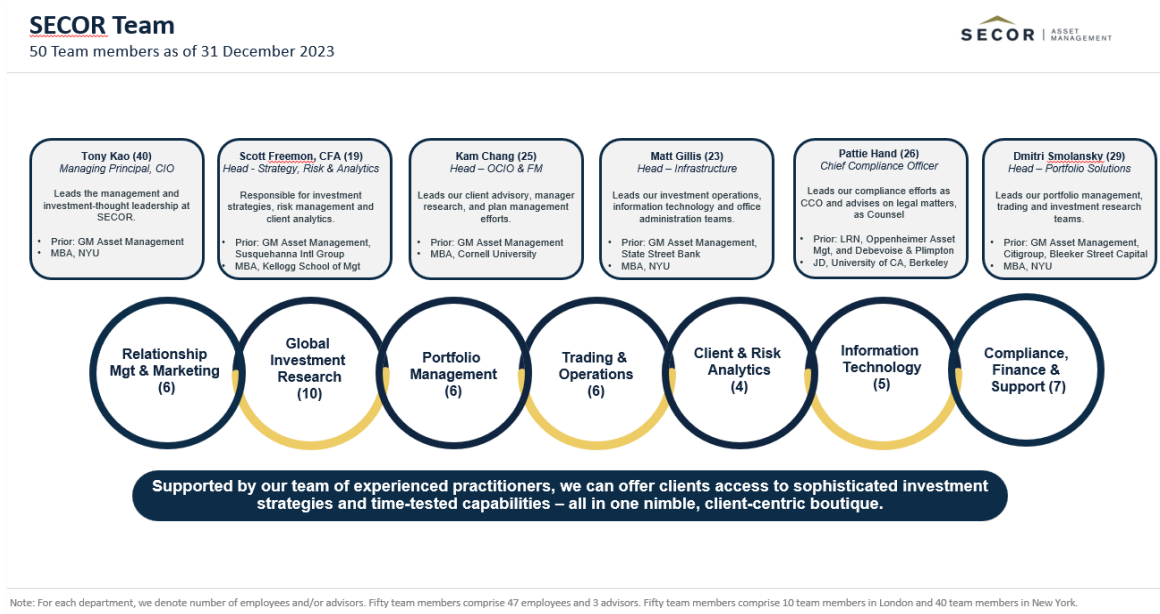 SECOR Team
50 Team members as of 31 December 2023
SECOR | ASSET
MANAGEMENT
Tony Kao (40)
Managing Principal, CIO
Leads the management and
investment-thought leadership at
SECOR.
• Prior: GM Asset Management
• MBA, NYU
Scott Freemon, CFA (19)
Head - Strategy, Risk & Analytics
Responsible for investment
strategies, risk management and
client analytics.
• Prior: GM Asset Management,
Susquehanna Intl Group
• MBA, Kellogg School of Mgt
Kam Chang (25)
Head – OCIO & FM
Leads our client advisory, manager
research, and plan management
efforts.
• Prior: GM Asset Management
• MBA, Cornell University
Matt Gillis (23)
Head – Infrastructure
Leads our investment operations,
information technology and office
administration teams.
• Prior: GM Asset Management,
State Street Bank
• MBA, NYU
Pattie Hand (26)
Chief Compliance Officer
Leads our compliance efforts as
CCO and advises on legal matters,
as Counsel
• Prior: LRN, Oppenheimer Asset
Mgt, and Debevoise & Plimpton
• JD, University of CA, Berkeley
Dmitri Smolansky (29)
Head – Portfolio Solutions
Leads our portfolio management,
trading and investment research
teams.
• Prior: GM Asset Management,
Citigroup, Bleeker Street Capital
• MBA, NYU
Relationship
Mgt & Marketing
(6)
Global
Investment
Research
(10)
Portfolio
Management
(6)
Trading &
Operations
(6)
Client & Risk
Analytics
(4)
Information
Technology
(5)
Compliance,
Finance &
Support (7)
Supported by our team of experienced practitioners, we can offer clients access to sophisticated investment
strategies and time-tested capabilities – all in one nimble, client-centric boutique.
Note: For each department, we denote number of employees and/or advisors. Fifty team members comprise 47 employees and 3 advisors. Fifty team members comprise 10 team members in London and 40 team members in New York.